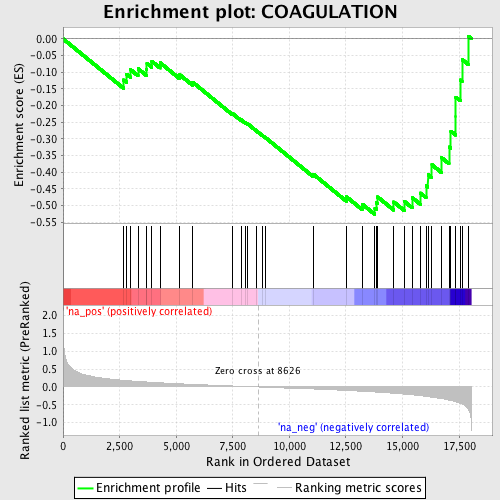 Enrichment plot: COAGULATION
Enrichment score (ES)
0.00
-0.05
-0.10
-0.15
-0.20
-0.25
-0.30
-0.35
-0.40
-0.45
-0.50
-0.55
'na_pos' (positively correlated)
Ranked list metric (PreRanked)
2.0
1.5
1.0
0.5
0.0
-0.5
-1.0
Zero cross at 8626
'na_neg' (negatively correlated)
0 2,500 5,000 7,500 10,000 12,500 15,000 17,500
Rank in Ordered Dataset
Enrichment profile Hits Ranking metric scores